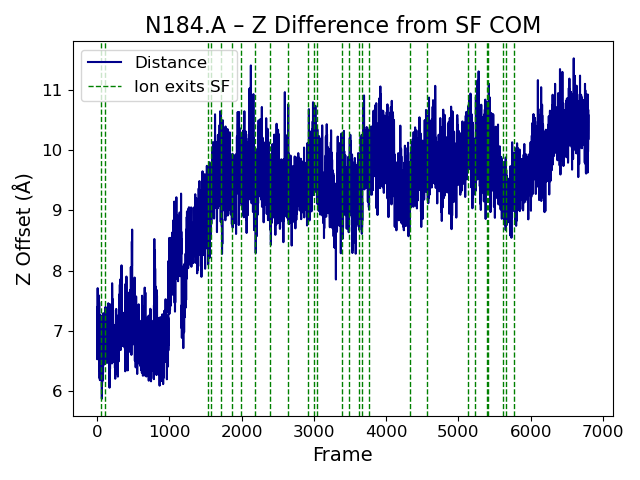 N184.A – Z Difference from SF COM
Distance
Ion exits SF
Z Offset (Å)
11
10
9
8
7
6
0 1000 2000 3000 4000 5000 6000 7000
Frame